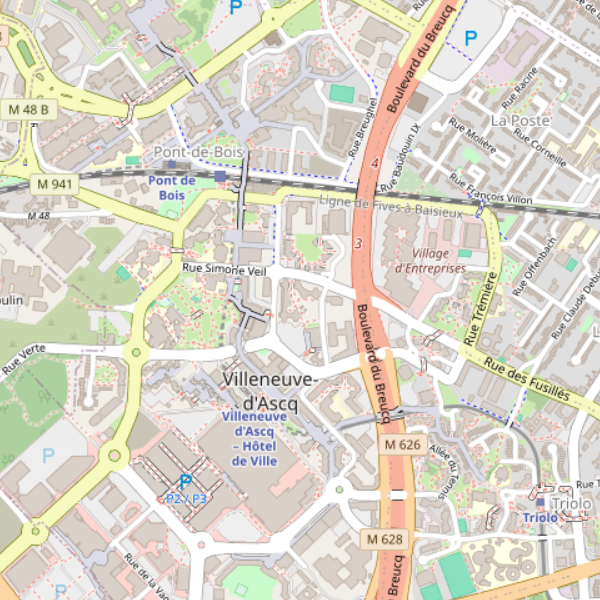 P
P
Boulevard du Breucq
M 48 B
Rue Breughel
Rue Baudouin IX
Rue Racine
La Poste
Rue Molière
Rue Corneille
4
Pont-de-Bois
M 941
Pont de
Bois
Rue François Villon
Ligne de Fives à Baisieux
M 48
3
Village
d'Entreprises
Rue Offenbach
Rue Simone Veil
Rue Trémière
Rue Verte
Boulevard du Breucq
Rue des Fusillés
Villeneuve-
d'Ascq
Villeneuve
d'Ascq
– Hôtel
de Ville
M 626
Allée du Tennis
P
P
P2 / P3
Triolo
Triolo
M 628
P